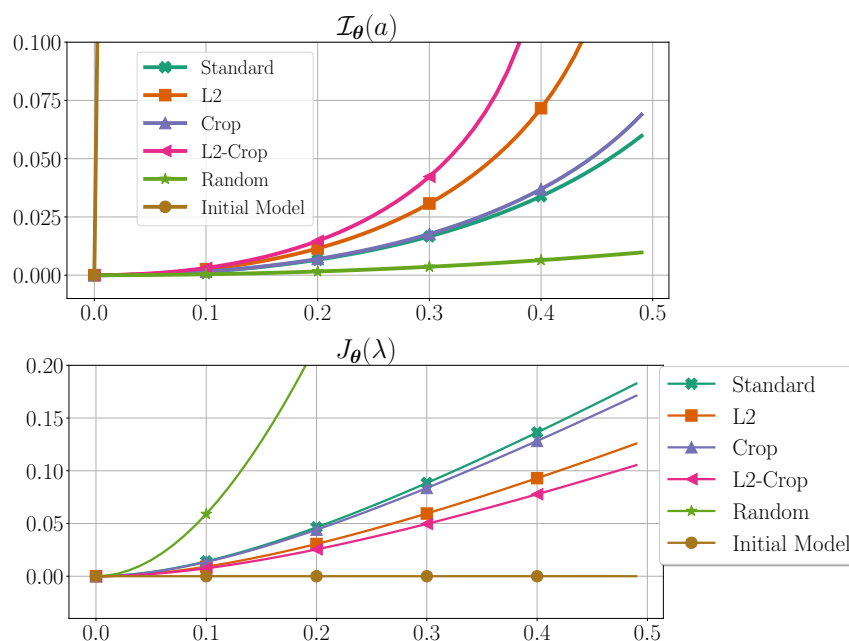 𝓘_θ(a)
0.100
0.075
0.050
0.025
0.000
Standard
L2
Crop
L2-Crop
Random
Initial Model
0.0 0.1 0.2 0.3 0.4 0.5
J_θ(λ)
0.20
0.15
0.10
0.05
0.00
Standard
L2
Crop
L2-Crop
Random
Initial Model
0.0 0.1 0.2 0.3 0.4 0.5